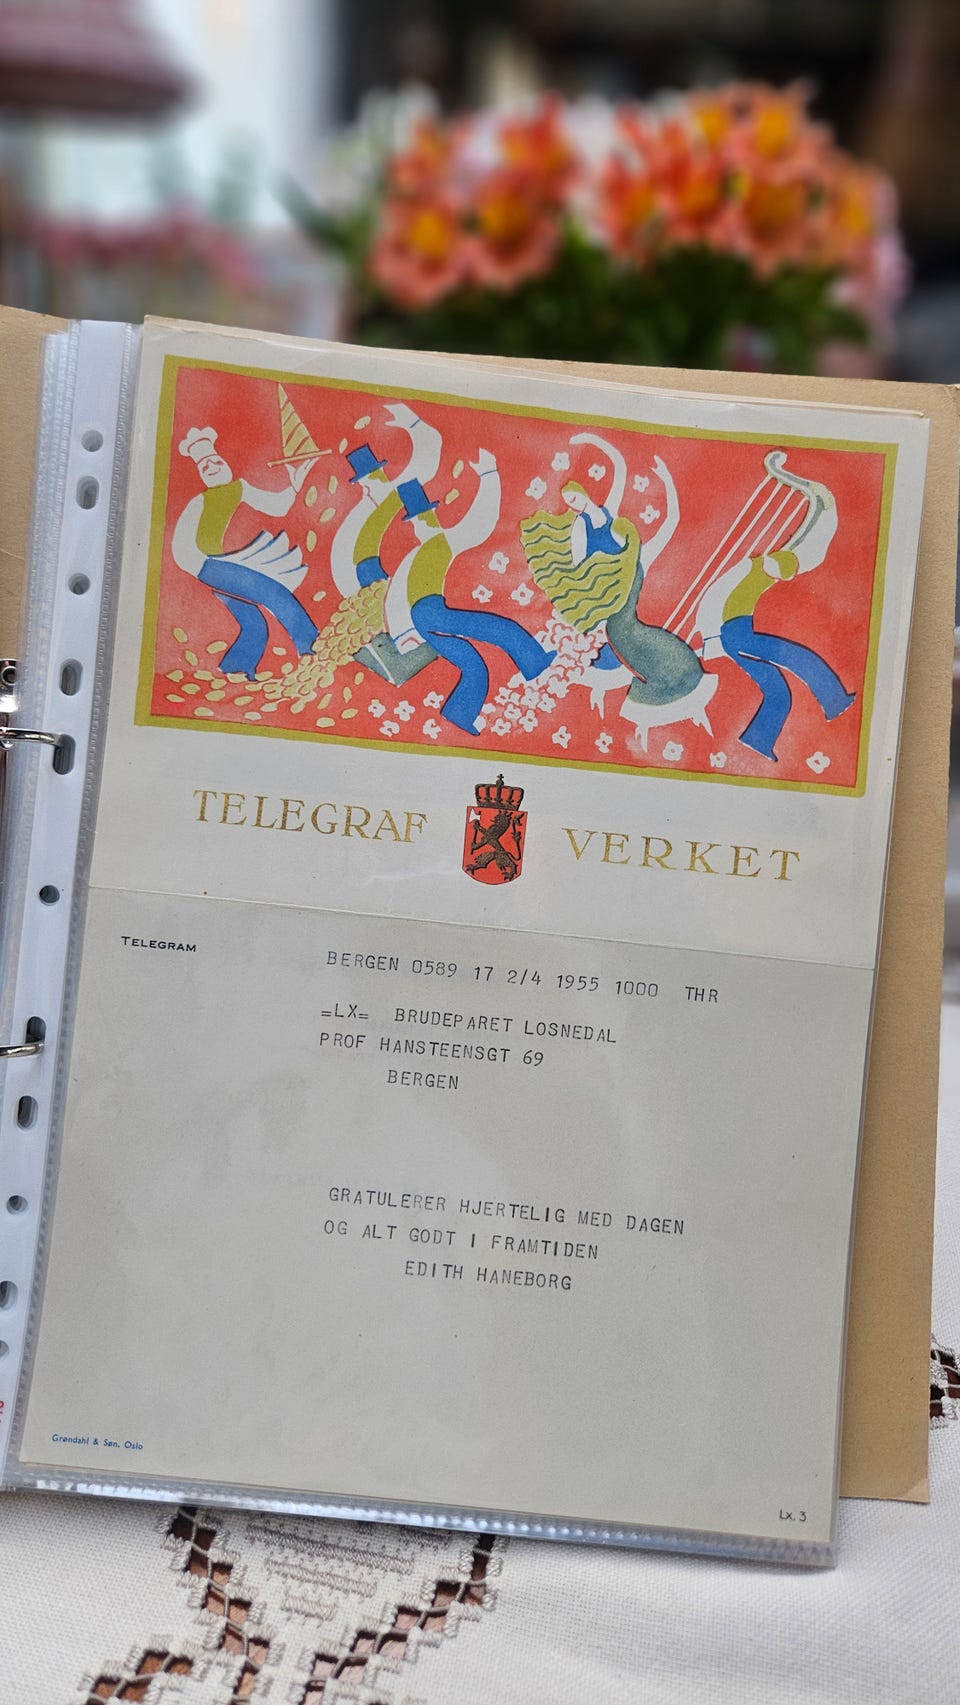 TELEGRAF VERKET
TELEGRAM
BERGEN 0589 17 2/4 1955 1000 THR
=LX= BRUDEPARET LOSNEDAL
PROF HANSTEENSGT 69
BERGEN
GRATULERER HJERTELIG MED DAGEN
OG ALT GODT I FRAMTIDEN
EDITH HANEBORG
Grøndahl & Søn, Oslo
Lx. 3